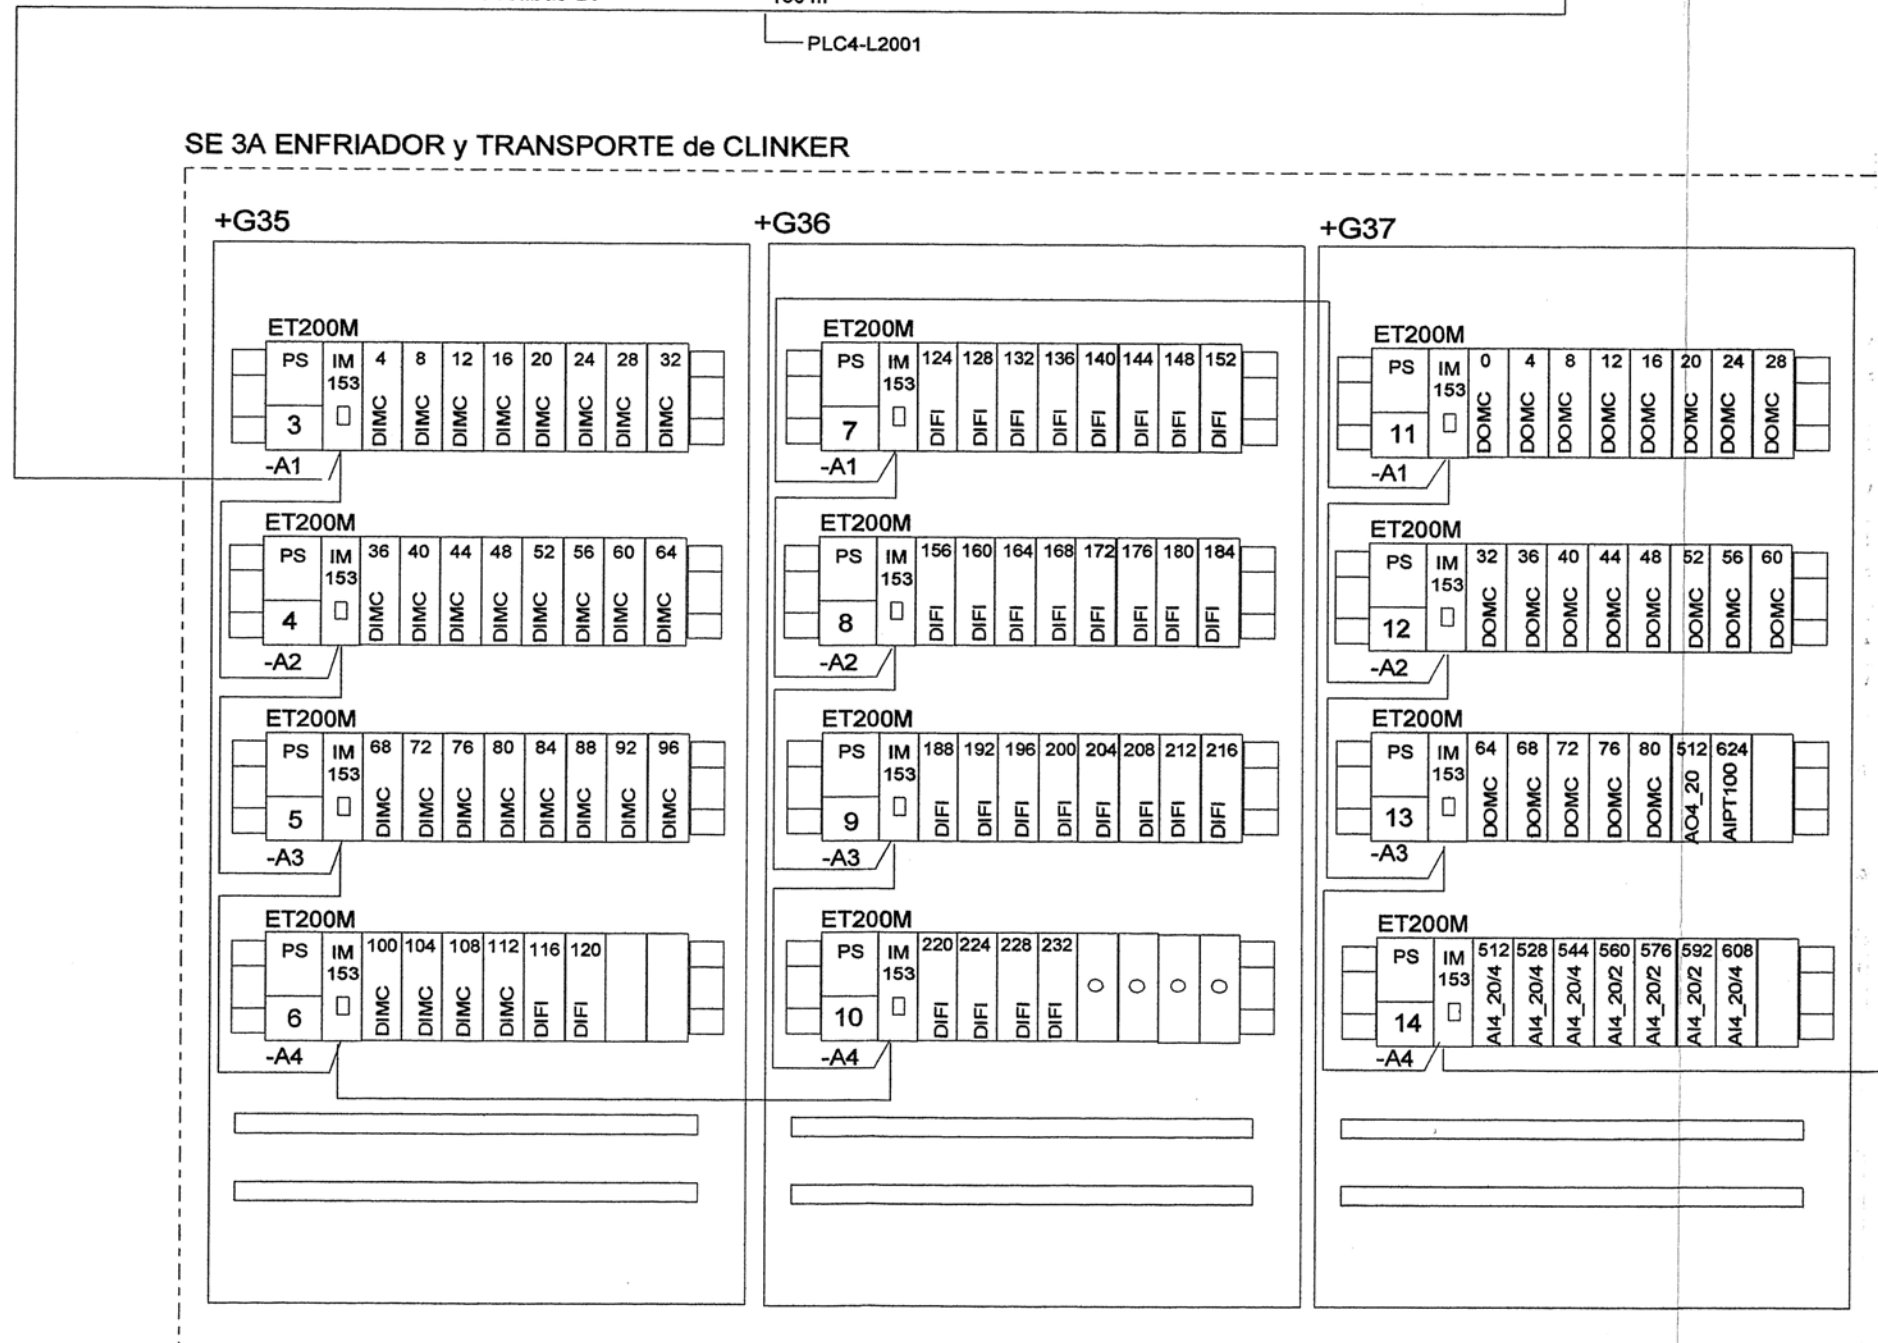 PLC4-L2001
SE 3A ENFRIADOR y TRANSPORTE de CLINKER
+G35
ET200M
PS IM 153 4 8 12 16 20 24 28 32
3 DIMC DIMC DIMC DIMC DIMC DIMC DIMC DIMC
-A1
ET200M
PS IM 153 36 40 44 48 52 56 60 64
4 DIMC DIMC DIMC DIMC DIMC DIMC DIMC DIMC
-A2
ET200M
PS IM 153 68 72 76 80 84 88 92 96
5 DIMC DIMC DIMC DIMC DIMC DIMC DIMC DIMC
-A3
ET200M
PS IM 153 100 104 108 112 116 120
6 DIMC DIMC DIMC DIMC DIFI DIFI
-A4
+G36
ET200M
PS IM 153 124 128 132 136 140 144 148 152
7 DIFI DIFI DIFI DIFI DIFI DIFI DIFI DIFI
-A1
ET200M
PS IM 153 156 160 164 168 172 176 180 184
8 DIFI DIFI DIFI DIFI DIFI DIFI DIFI DIFI
-A2
ET200M
PS IM 153 188 192 196 200 204 208 212 216
9 DIFI DIFI DIFI DIFI DIFI DIFI DIFI DIFI
-A3
ET200M
PS IM 153 220 224 228 232
10 DIFI DIFI DIFI DIFI
-A4
+G37
ET200M
PS IM 153 0 4 8 12 16 20 24 28
11 DOMC DOMC DOMC DOMC DOMC DOMC DOMC DOMC
-A1
ET200M
PS IM 153 32 36 40 44 48 52 56 60
12 DOMC DOMC DOMC DOMC DOMC DOMC DOMC DOMC
-A2
ET200M
PS IM 153 64 68 72 76 80 512 624
13 DOMC DOMC DOMC DOMC DOMC AO4_20 AIPT100
-A3
ET200M
PS IM 153 512 528 544 560 576 592 608
14 AI4_20/4 AI4_20/4 AI4_20/4 AI4_20/2 AI4_20/2 AI4_20/2 AI4_20/4
-A4